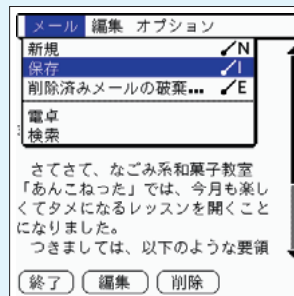 メール 編集 オプション
新規 ／N
保存 ／I
削除済みメールの破棄… ／E
電卓
検索
さてさて、なごみ系和菓子教室
「あんこねった」では、今月も楽し
くてタメになるレッスンを開くこと
になりました。
つきましては、以下のような要領
終了 編集 削除